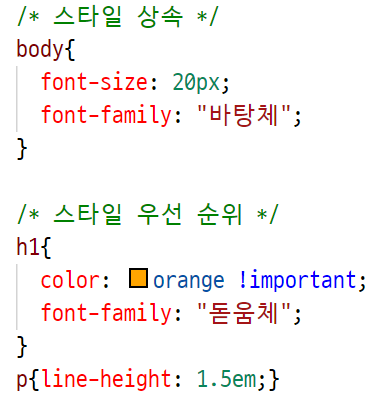 /* 스타일 상속 */
body{
font-size: 20px;
font-family: "바탕체";
}
/* 스타일 우선 순위 */
h1{
color: orange !important;
font-family: "돋움체";
}
p{line-height: 1.5em;}